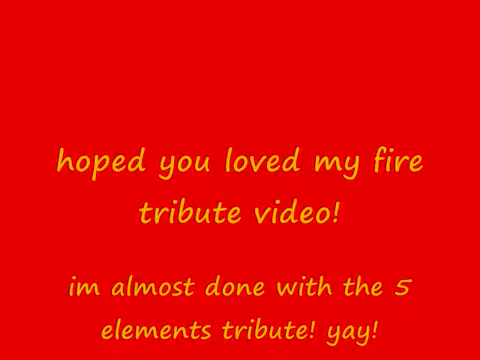 hoped you loved my fire
tribute video!
im almost done with the 5
elements tribute! yay!